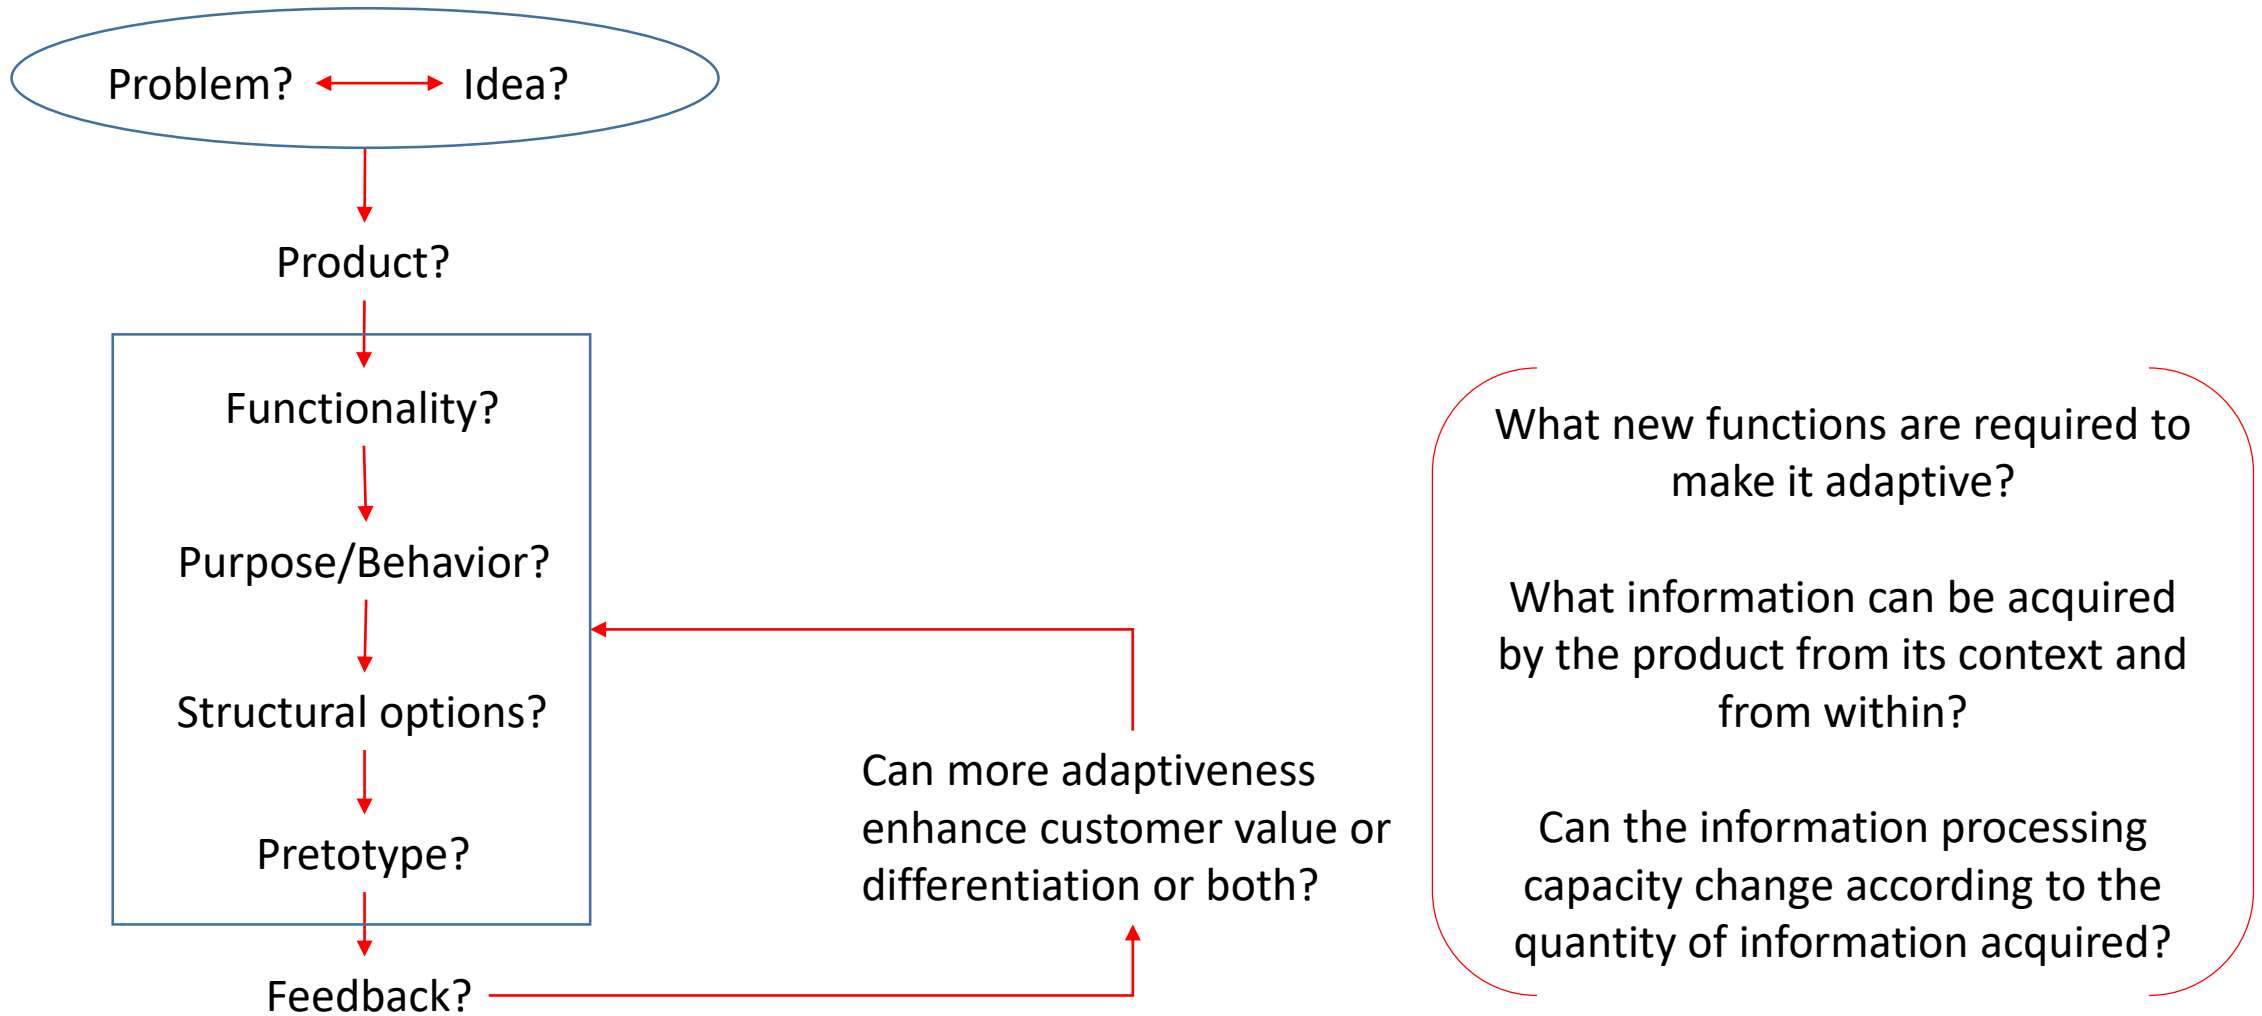 Problem?
Idea?
Product?
Functionality?
Purpose/Behavior?
Structural options?
Pretotype?
Feedback?
Can more adaptiveness
enhance customer value or
differentiation or both?
What new functions are required to
make it adaptive?
What information can be acquired
by the product from its context and
from within?
Can the information processing
capacity change according to the
quantity of information acquired?